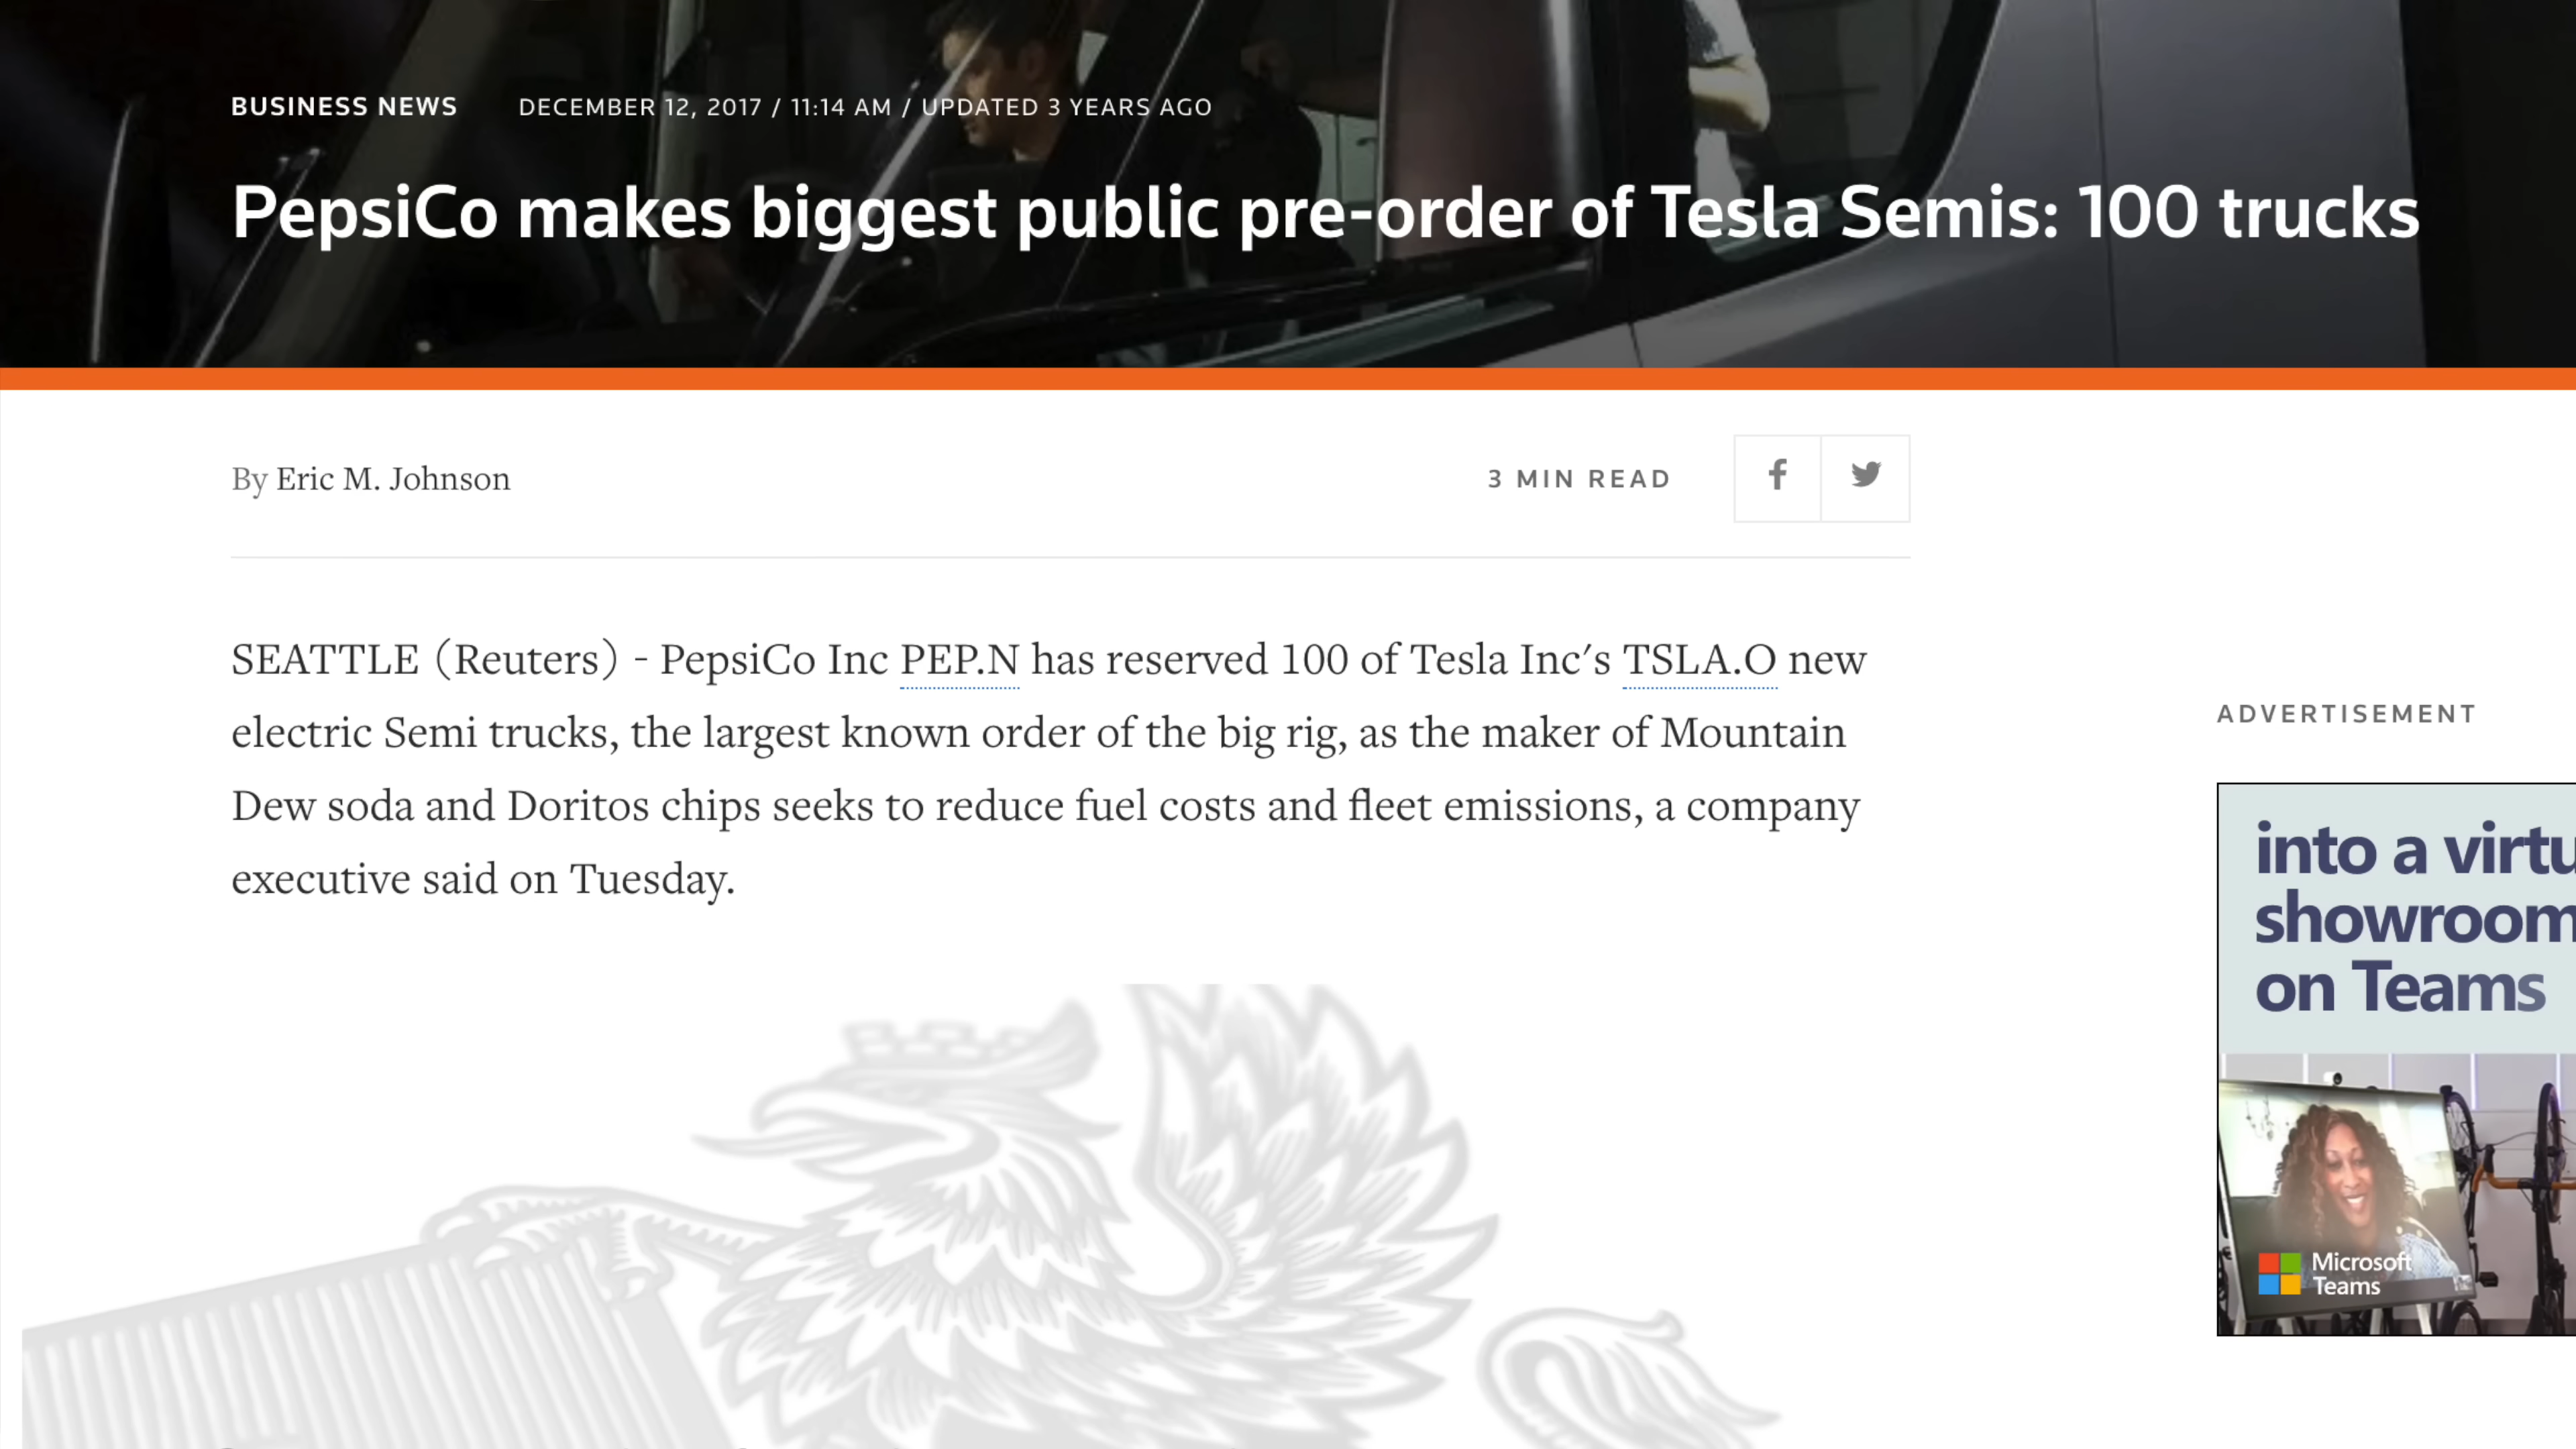 BUSINESS NEWS DECEMBER 12, 2017 / 11:14 AM / UPDATED 3 YEARS AGO
PepsiCo makes biggest public pre-order of Tesla Semis: 100 trucks
By Eric M. Johnson
3 MIN READ
SEATTLE (Reuters) - PepsiCo Inc PEP.N has reserved 100 of Tesla Inc's TSLA.O new
electric Semi trucks, the largest known order of the big rig, as the maker of Mountain
Dew soda and Doritos chips seeks to reduce fuel costs and fleet emissions, a company
executive said on Tuesday.
ADVERTISEMENT
into a virtu
showroom
on Teams
Microsoft
Teams